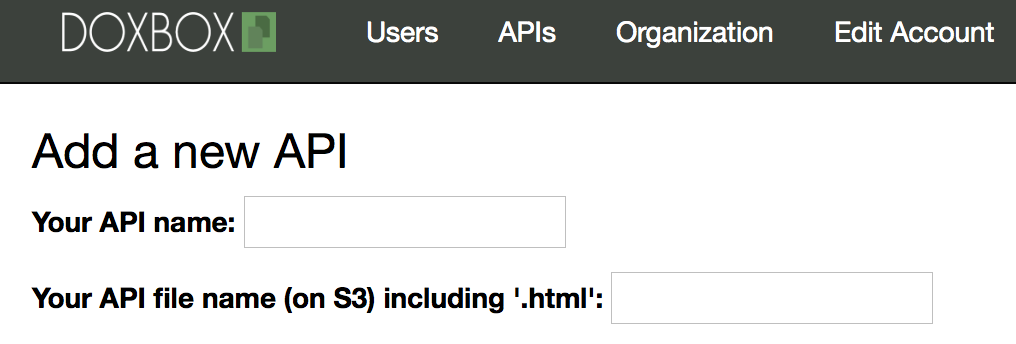 DOXBOX Users APIs Organization Edit Account
Add a new API
Your API name:
Your API file name (on S3) including '.html':